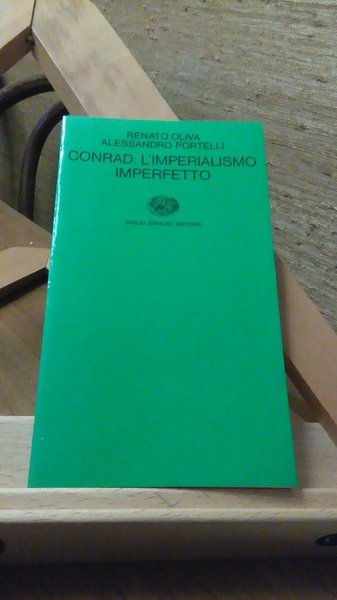 RENATO OLIVA
ALESSANDRO PORTELLI
CONRAD: L'IMPERIALISMO
IMPERFETTO
GIULIO EINAUDI EDITORE